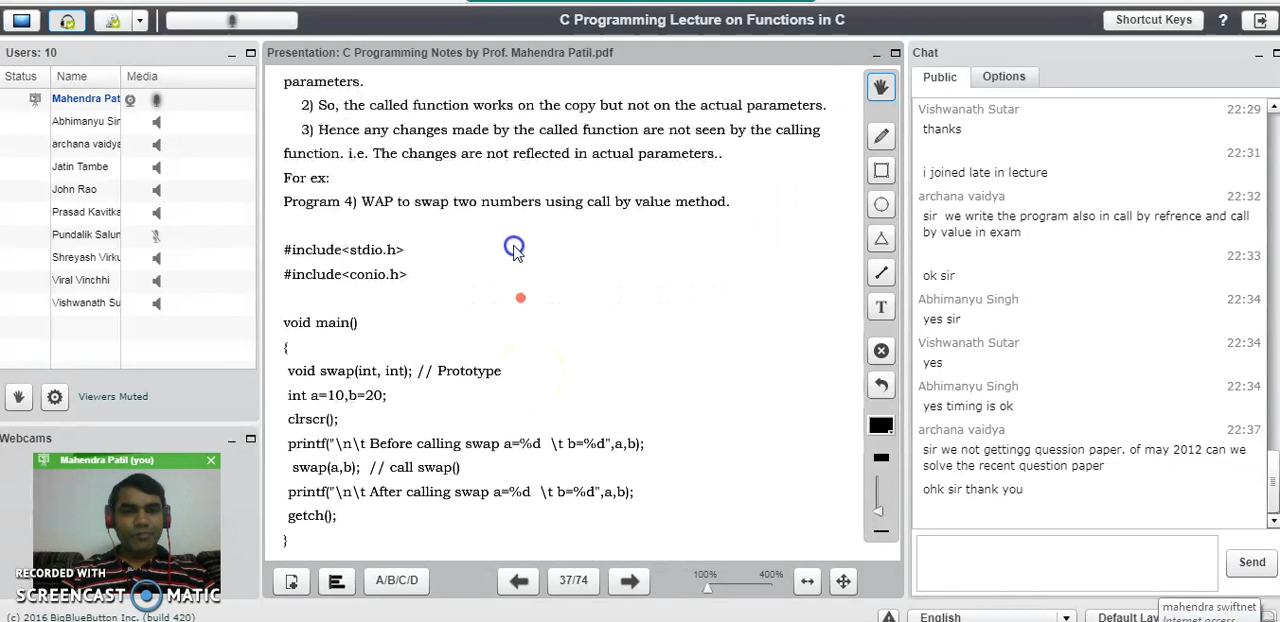 C Programming Lecture on Functions in C
Shortcut Keys
?
Users: 10
Status Name Media
Mahendra Pat
Abhimanyu Sin
archana vaidya
Jatin Tambe
John Rao
Prasad Kavitka
Pundalik Salun
Shreyash Virku
Viral Vinchhi
Vishwanath Su
Viewers Muted
Webcams
Mahendra Patil (you)
RECORDED WITH
SCREENCAST MATIC
(c) 2016 BigBlueButton Inc. (build 420)
Presentation: C Programming Notes by Prof. Mahendra Patil.pdf
parameters.
2) So, the called function works on the copy but not on the actual parameters.
3) Hence any changes made by the called function are not seen by the calling
function. i.e. The changes are not reflected in actual parameters..
For ex:
Program 4) WAP to swap two numbers using call by value method.
#include<stdio.h>
#include<conio.h>
void main()
{
void swap(int, int); // Prototype
int a=10,b=20;
clrscr();
printf("\n\t Before calling swap a=%d \t b=%d",a,b);
swap(a,b); // call swap()
printf("\n\t After calling swap a=%d \t b=%d",a,b);
getch();
}
T
A/B/C/D
37/74
100% 400%
Chat
Public Options
Vishwanath Sutar 22:29
thanks
22:31
i joined late in lecture
archana vaidya 22:32
sir we write the program also in call by refrence and call
by value in exam
22:33
ok sir
Abhimanyu Singh 22:34
yes sir
Vishwanath Sutar 22:34
yes
Abhimanyu Singh 22:34
yes timing is ok
archana vaidya 22:37
sir we not gettingg quession paper. of may 2012 can we
solve the recent question paper
ohk sir thank you
Send
English
Default Lay
mahendra swiftnet
Internet access